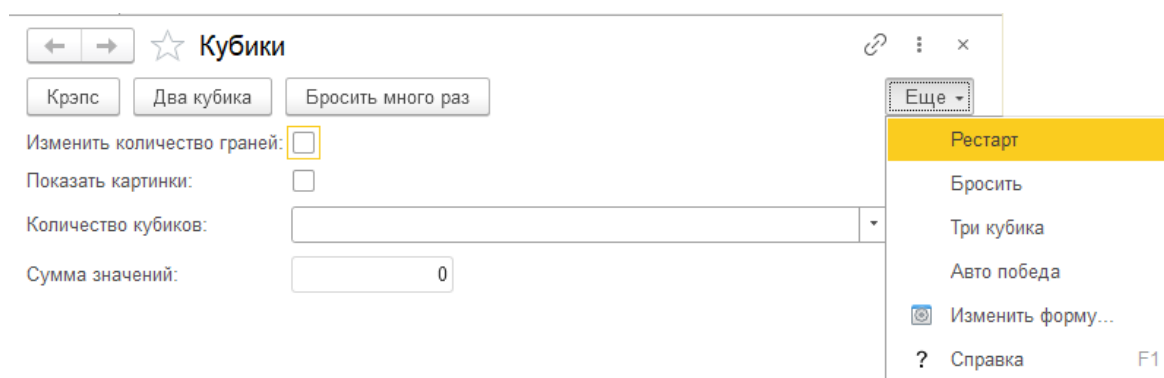 Кубики
Крэпс Два кубика Бросить много раз Еще
Изменить количество граней:
Рестарт
Показать картинки:
Бросить
Количество кубиков:
Три кубика
Сумма значений: 0
Авто победа
Изменить форму...
? Справка F1